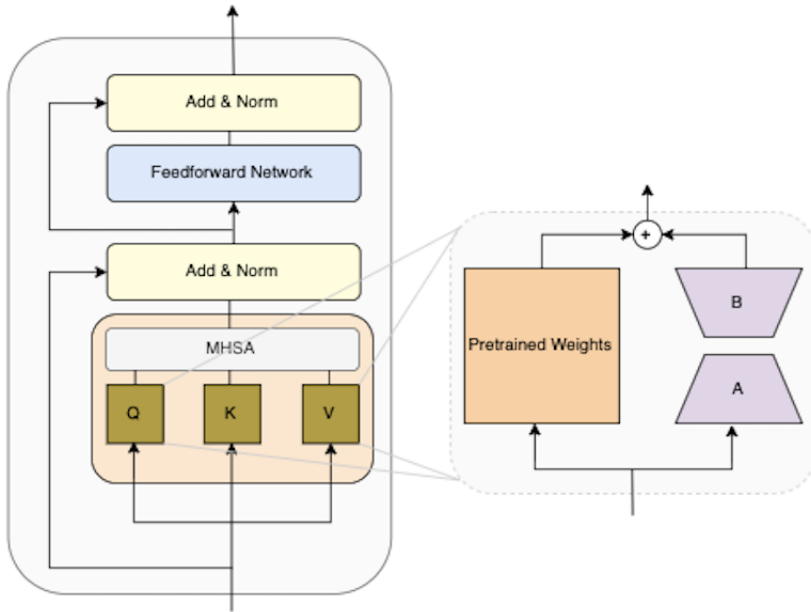 Add & Norm
Feedforward Network
Add & Norm
MHSA
Q K V
+
Pretrained Weights
B
A